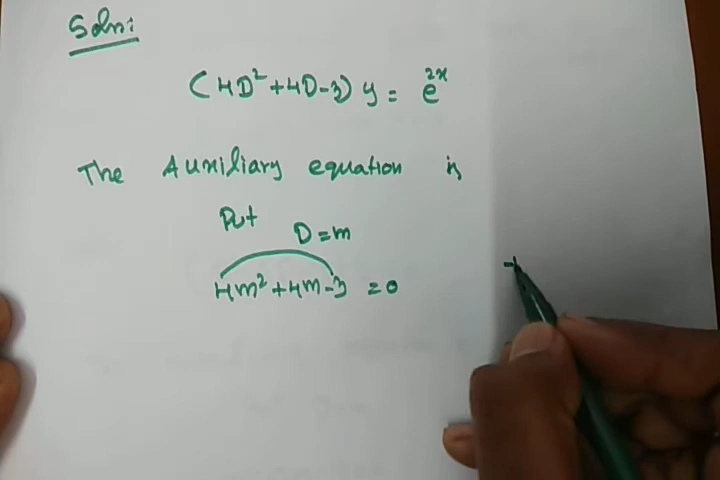 Soln:
(4D²+4D-3) y = e^{2x}
The Auxiliary equation is
Put D=m
4m²+4m-3 =0
-